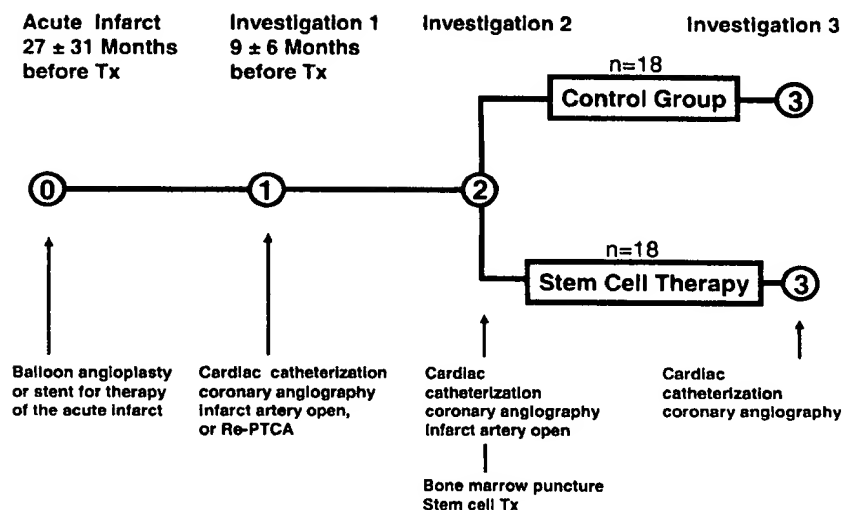 Acute Infarct
27 ± 31 Months
before Tx
Investigation 1
9 ± 6 Months
before Tx
Investigation 2
Investigation 3
n=18
Control Group
3
0
1
2
n=18
Stem Cell Therapy
3
Balloon angioplasty
or stent for therapy
of the acute infarct
Cardiac catheterization
coronary angiography
infarct artery open,
or Re-PTCA
Cardiac
catheterization
coronary angiography
infarct artery open
Bone marrow puncture
Stem cell Tx
Cardiac
catheterization
coronary angiography